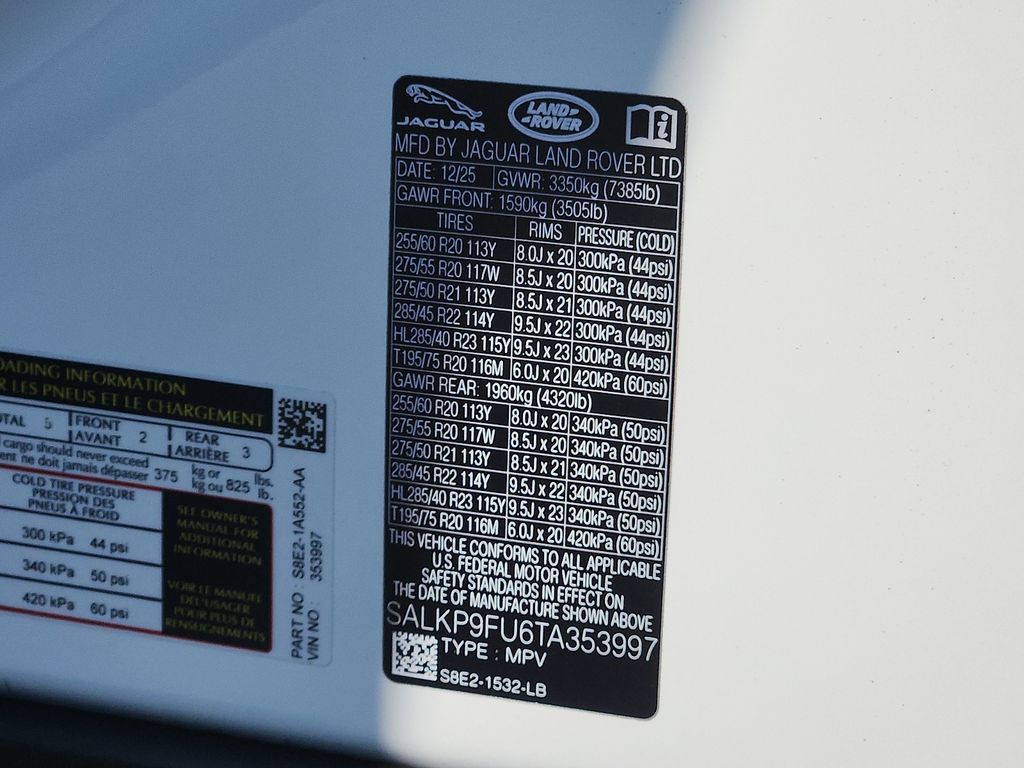 JAGUAR
LAND ROVER
MFD BY JAGUAR LAND ROVER LTD
DATE: 12/25 GVWR: 3350kg (7385lb)
GAWR FRONT: 1590kg (3505lb)
TIRES RIMS PRESSURE (COLD)
255/60 R20 113Y 8.0J x 20 300kPa (44psi)
275/55 R20 117W 8.5J x 20 300kPa (44psi)
275/50 R21 113Y 8.5J x 21 300kPa (44psi)
285/45 R22 114Y 9.5J x 22 300kPa (44psi)
HL285/40 R23 115Y 9.5J x 23 300kPa (44psi)
T195/75 R20 116M 6.0J x 20 420kPa (60psi)
GAWR REAR: 1960kg (4320lb)
255/60 R20 113Y 8.0J x 20 340kPa (50psi)
275/55 R20 117W 8.5J x 20 340kPa (50psi)
275/50 R21 113Y 8.5J x 21 340kPa (50psi)
285/45 R22 114Y 9.5J x 22 340kPa (50psi)
HL285/40 R23 115Y 9.5J x 23 340kPa (50psi)
T195/75 R20 116M 6.0J x 20 420kPa (60psi)
THIS VEHICLE CONFORMS TO ALL APPLICABLE
U.S. FEDERAL MOTOR VEHICLE
SAFETY STANDARDS IN EFFECT ON
THE DATE OF MANUFACTURE SHOWN ABOVE
SALKP9FU6TA353997
TYPE : MPV
S8E2-1532-LB
OADING INFORMATION
R LES PNEUS ET LE CHARGEMENT
TAL 5 FRONT AVANT 2 REAR ARRIÈRE 3
cargo should never exceed kg or lbs.
ent ne doit jamais dépasser 375 kg ou 825 lb.
COLD TIRE PRESSURE
PRESSION DES
PNEUS À FROID
300 kPa 44 psi
340 kPa 50 psi
420 kPa 60 psi
SEE OWNER'S
MANUAL FOR
ADDITIONAL
INFORMATION
VOIR LE MANUEL
DE L'USAGER
POUR PLUS DE
RENSEIGNEMENTS
PART NO : S8E2-1A552-AA
VIN NO : 353997